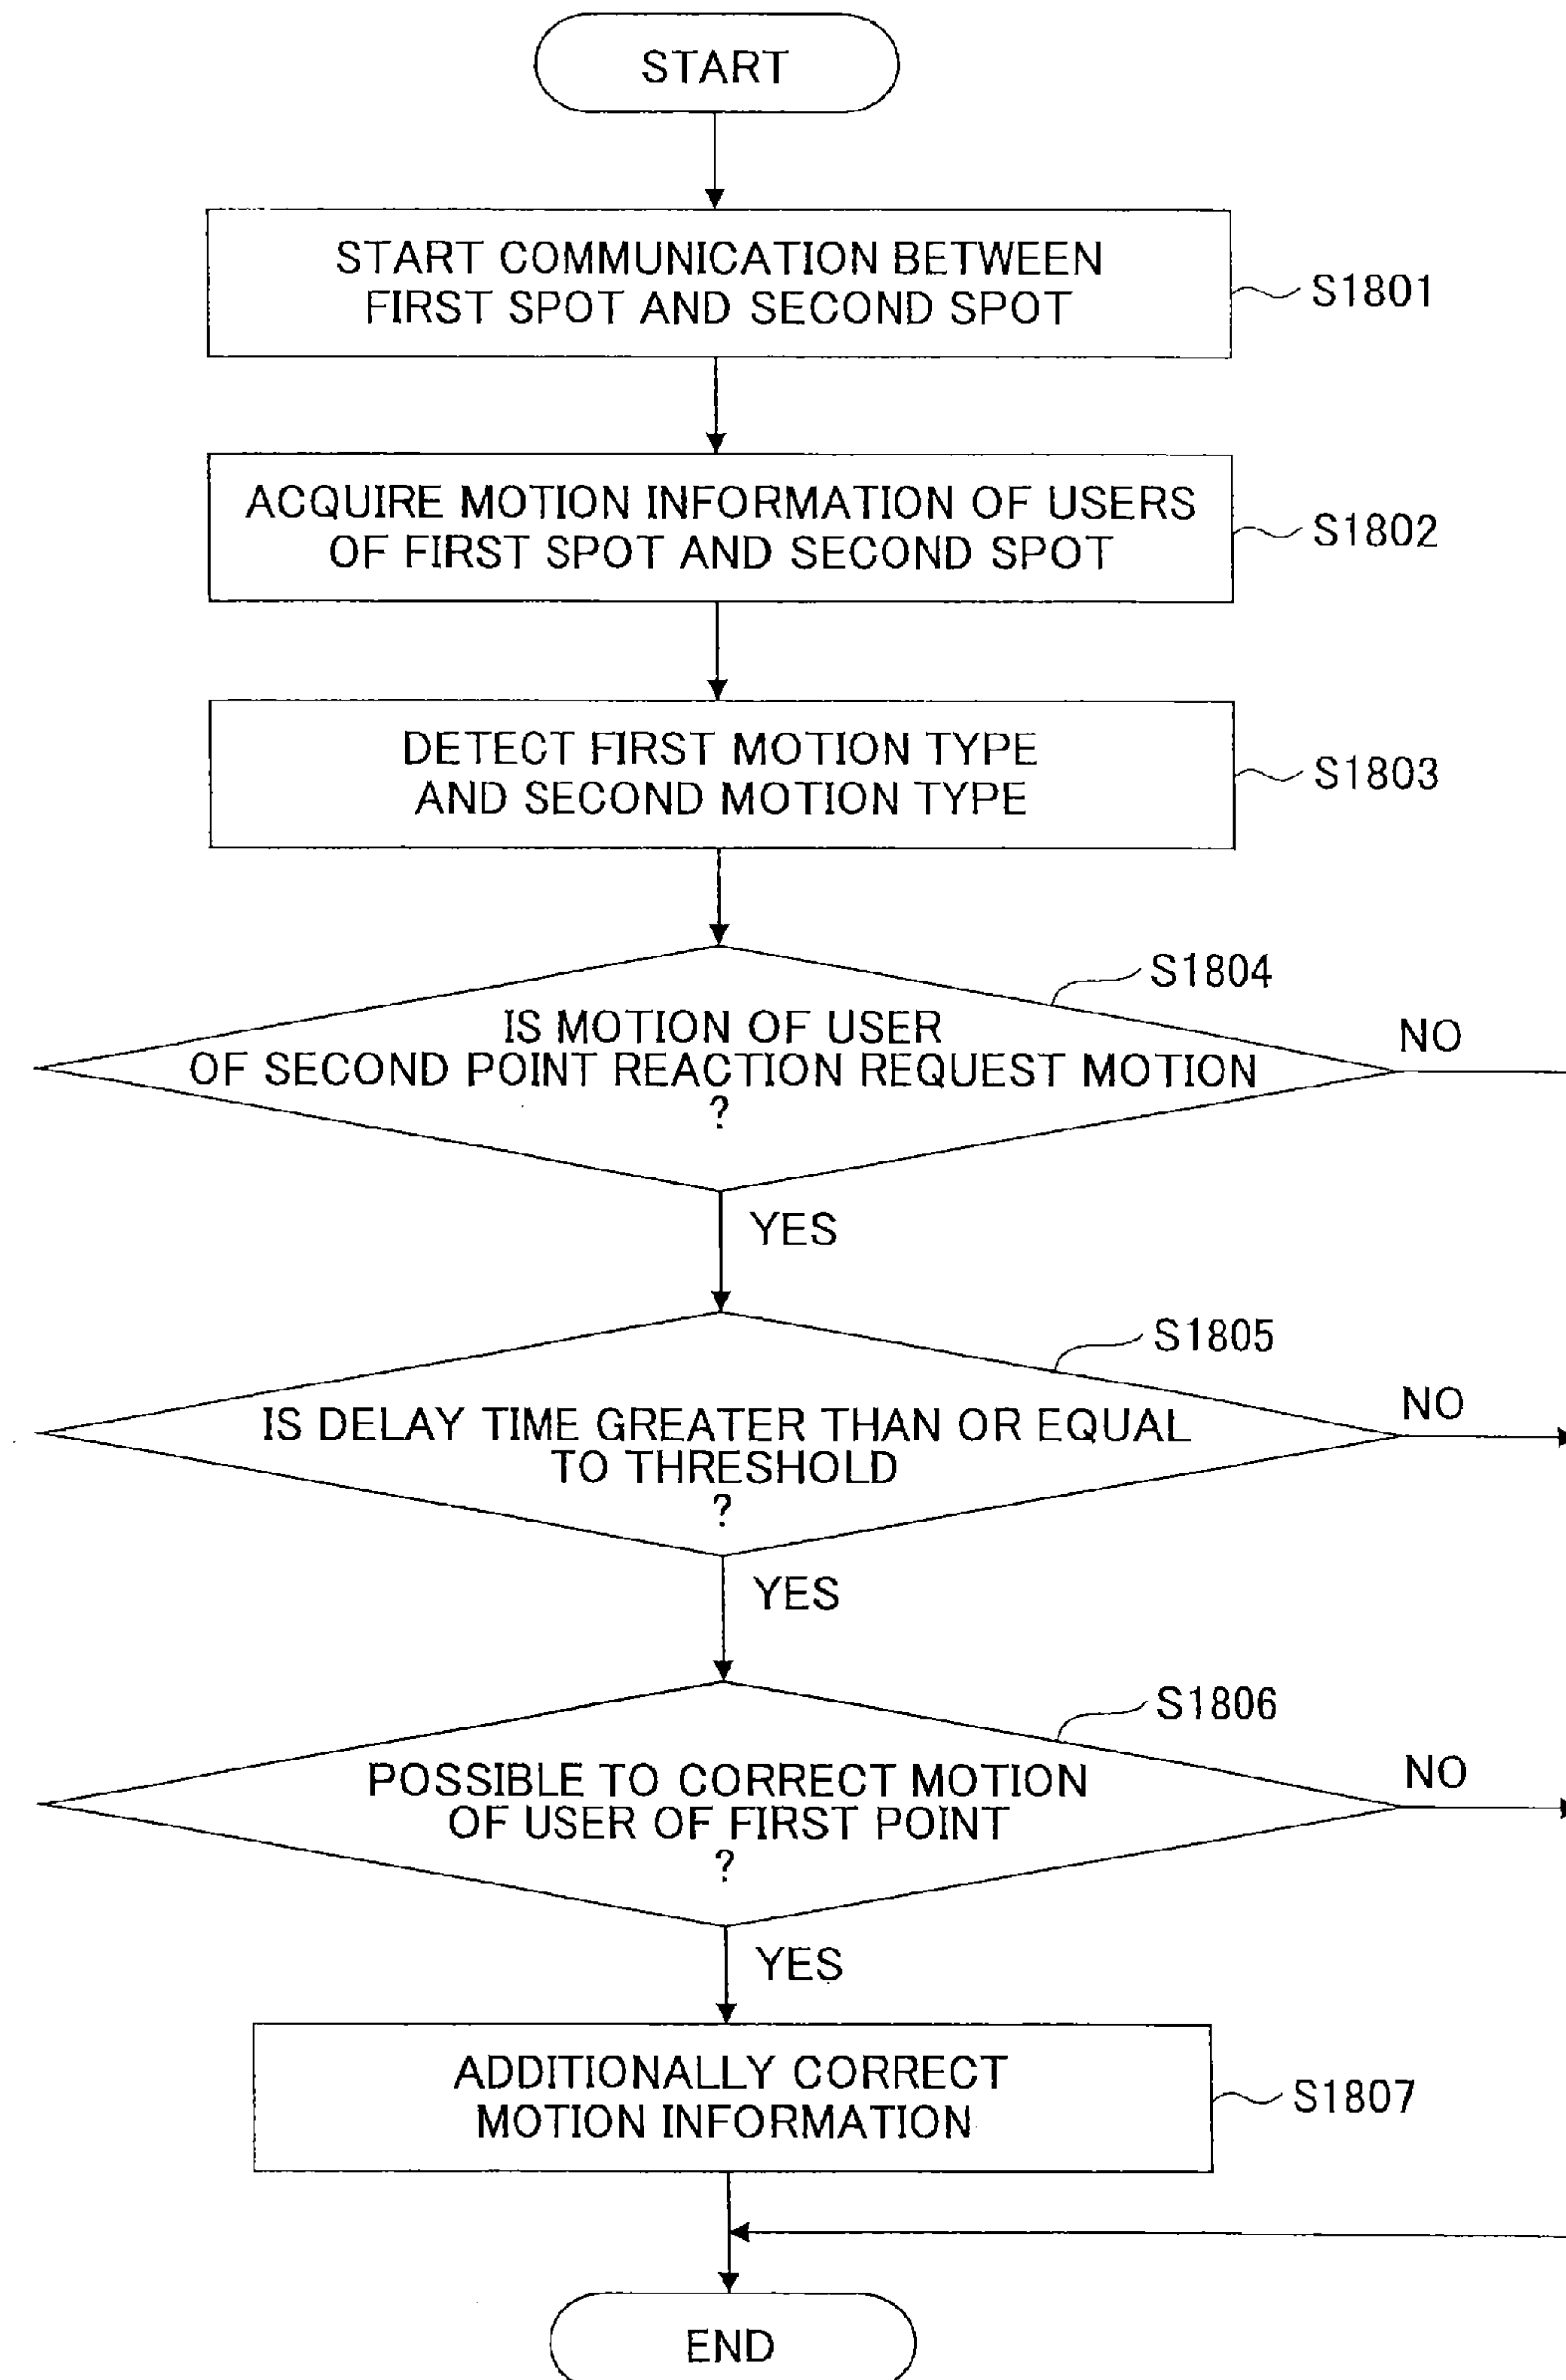 START
START COMMUNICATION BETWEEN
FIRST SPOT AND SECOND SPOT
S1801
ACQUIRE MOTION INFORMATION OF USERS
OF FIRST SPOT AND SECOND SPOT
S1802
DETECT FIRST MOTION TYPE
AND SECOND MOTION TYPE
S1803
S1804
IS MOTION OF USER
OF SECOND POINT REACTION REQUEST MOTION
?
NO
YES
S1805
IS DELAY TIME GREATER THAN OR EQUAL
TO THRESHOLD
?
NO
YES
S1806
POSSIBLE TO CORRECT MOTION
OF USER OF FIRST POINT
?
NO
YES
ADDITIONALLY CORRECT
MOTION INFORMATION
S1807
END